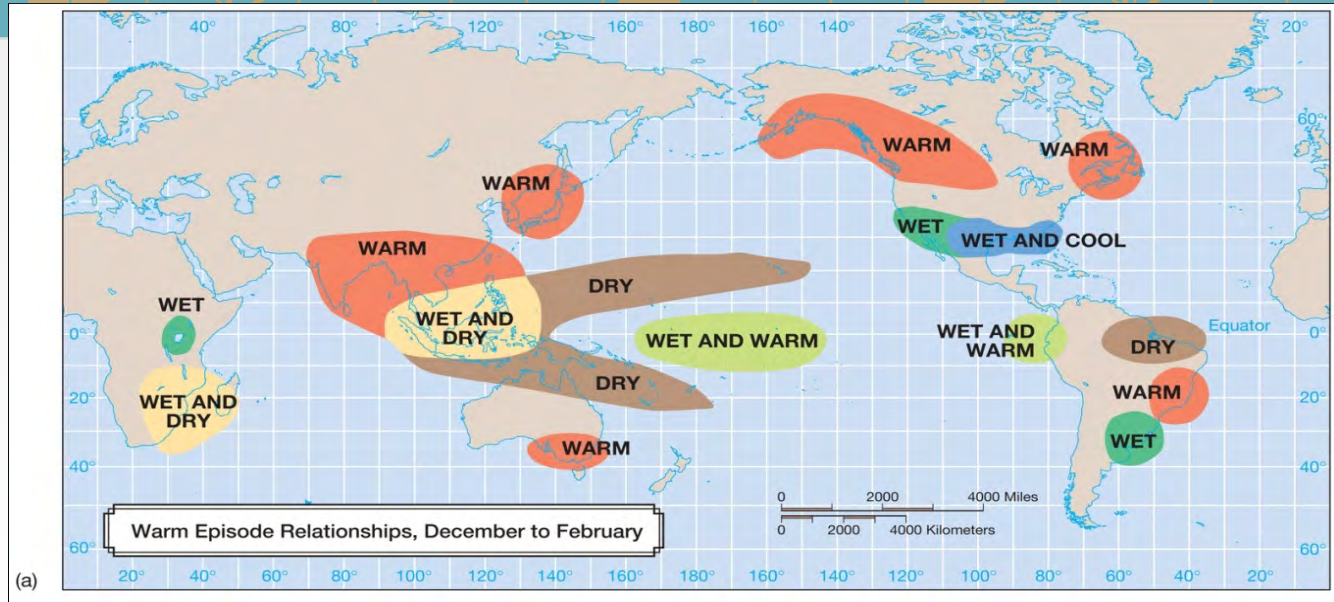 40°
80°
120°
160°
160°
120°
80°
20°
60°
WARM
WARM
WARM
WARM
WET
WET AND COOL
DRY
WET
WET AND
DRY
WET AND WARM
WET AND
WARM
0°
Equator
0°
DRY
DRY
WET AND
DRY
WARM
20°
20°
WET
WARM
40°
40°
0 2000 4000 Miles
0 2000 4000 Kilometers
Warm Episode Relationships, December to February
60°
60°
(a)
20° 40° 60° 80° 100° 120° 140° 160° 180° 160° 140° 120° 100° 80° 60° 40° 20°